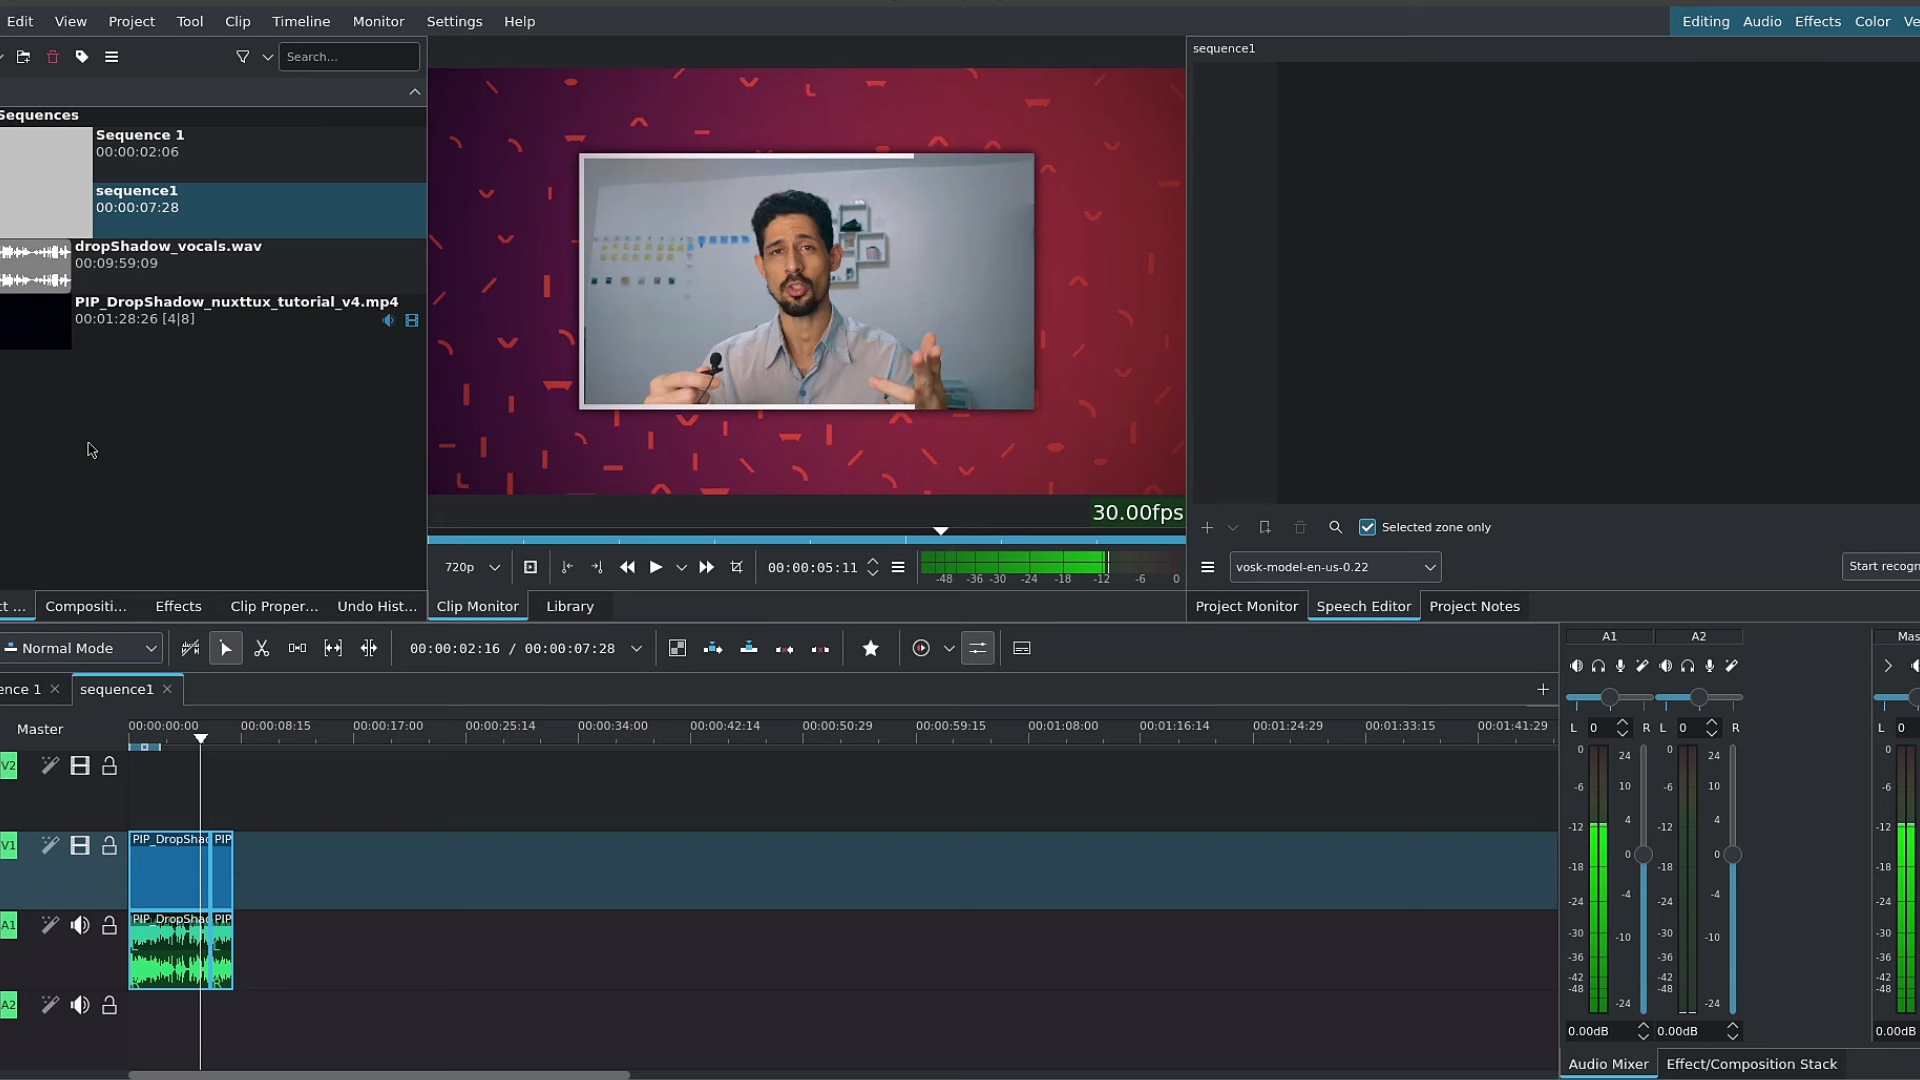 Edit View Project Tool Clip Timeline Monitor Settings Help
Editing Audio Effects Color Ve
Search...
Sequences
Sequence 1
00:00:02:06
sequence1
00:00:07:28
dropShadow_vocals.wav
00:09:59:09
PIP_DropShadow_nuxttux_tutorial_v4.mp4
00:01:28:26 [4|8]
30.00fps
720p
00:00:05:11
-48 -36 -30 -24 -18 -12 -6 0
sequence1
Selected zone only
vosk-model-en-us-0.22
Start recogn
ct ... Compositi... Effects Clip Proper... Undo Hist...
Clip Monitor Library
Project Monitor Speech Editor Project Notes
Normal Mode
00:00:02:16 / 00:00:07:28
ence 1 sequence1
Master
00:00:00:00 00:00:08:15 00:00:17:00 00:00:25:14 00:00:34:00 00:00:42:14 00:00:50:29 00:00:59:15 00:01:08:00 00:01:16:14 00:01:24:29 00:01:33:15 00:01:41:29
V2
V1
PIP_DropShad PIP
A1
PIP_DropShad PIP
L L
R R
A2
A1 A2 Mas
L 0 R L 0 R L 0
0 24 0 24 0
-6 10 -6 10 -6
-12 4 -12 4 -12
-18 0 -18 0 -18
-24 -4 -24 -4 -24
-30 -10 -30 -10 -30
-36 -36 -36
-42 -42 -42
-48 -24 -48 -24 -48
0.00dB 0.00dB 0.00dB
Audio Mixer Effect/Composition Stack